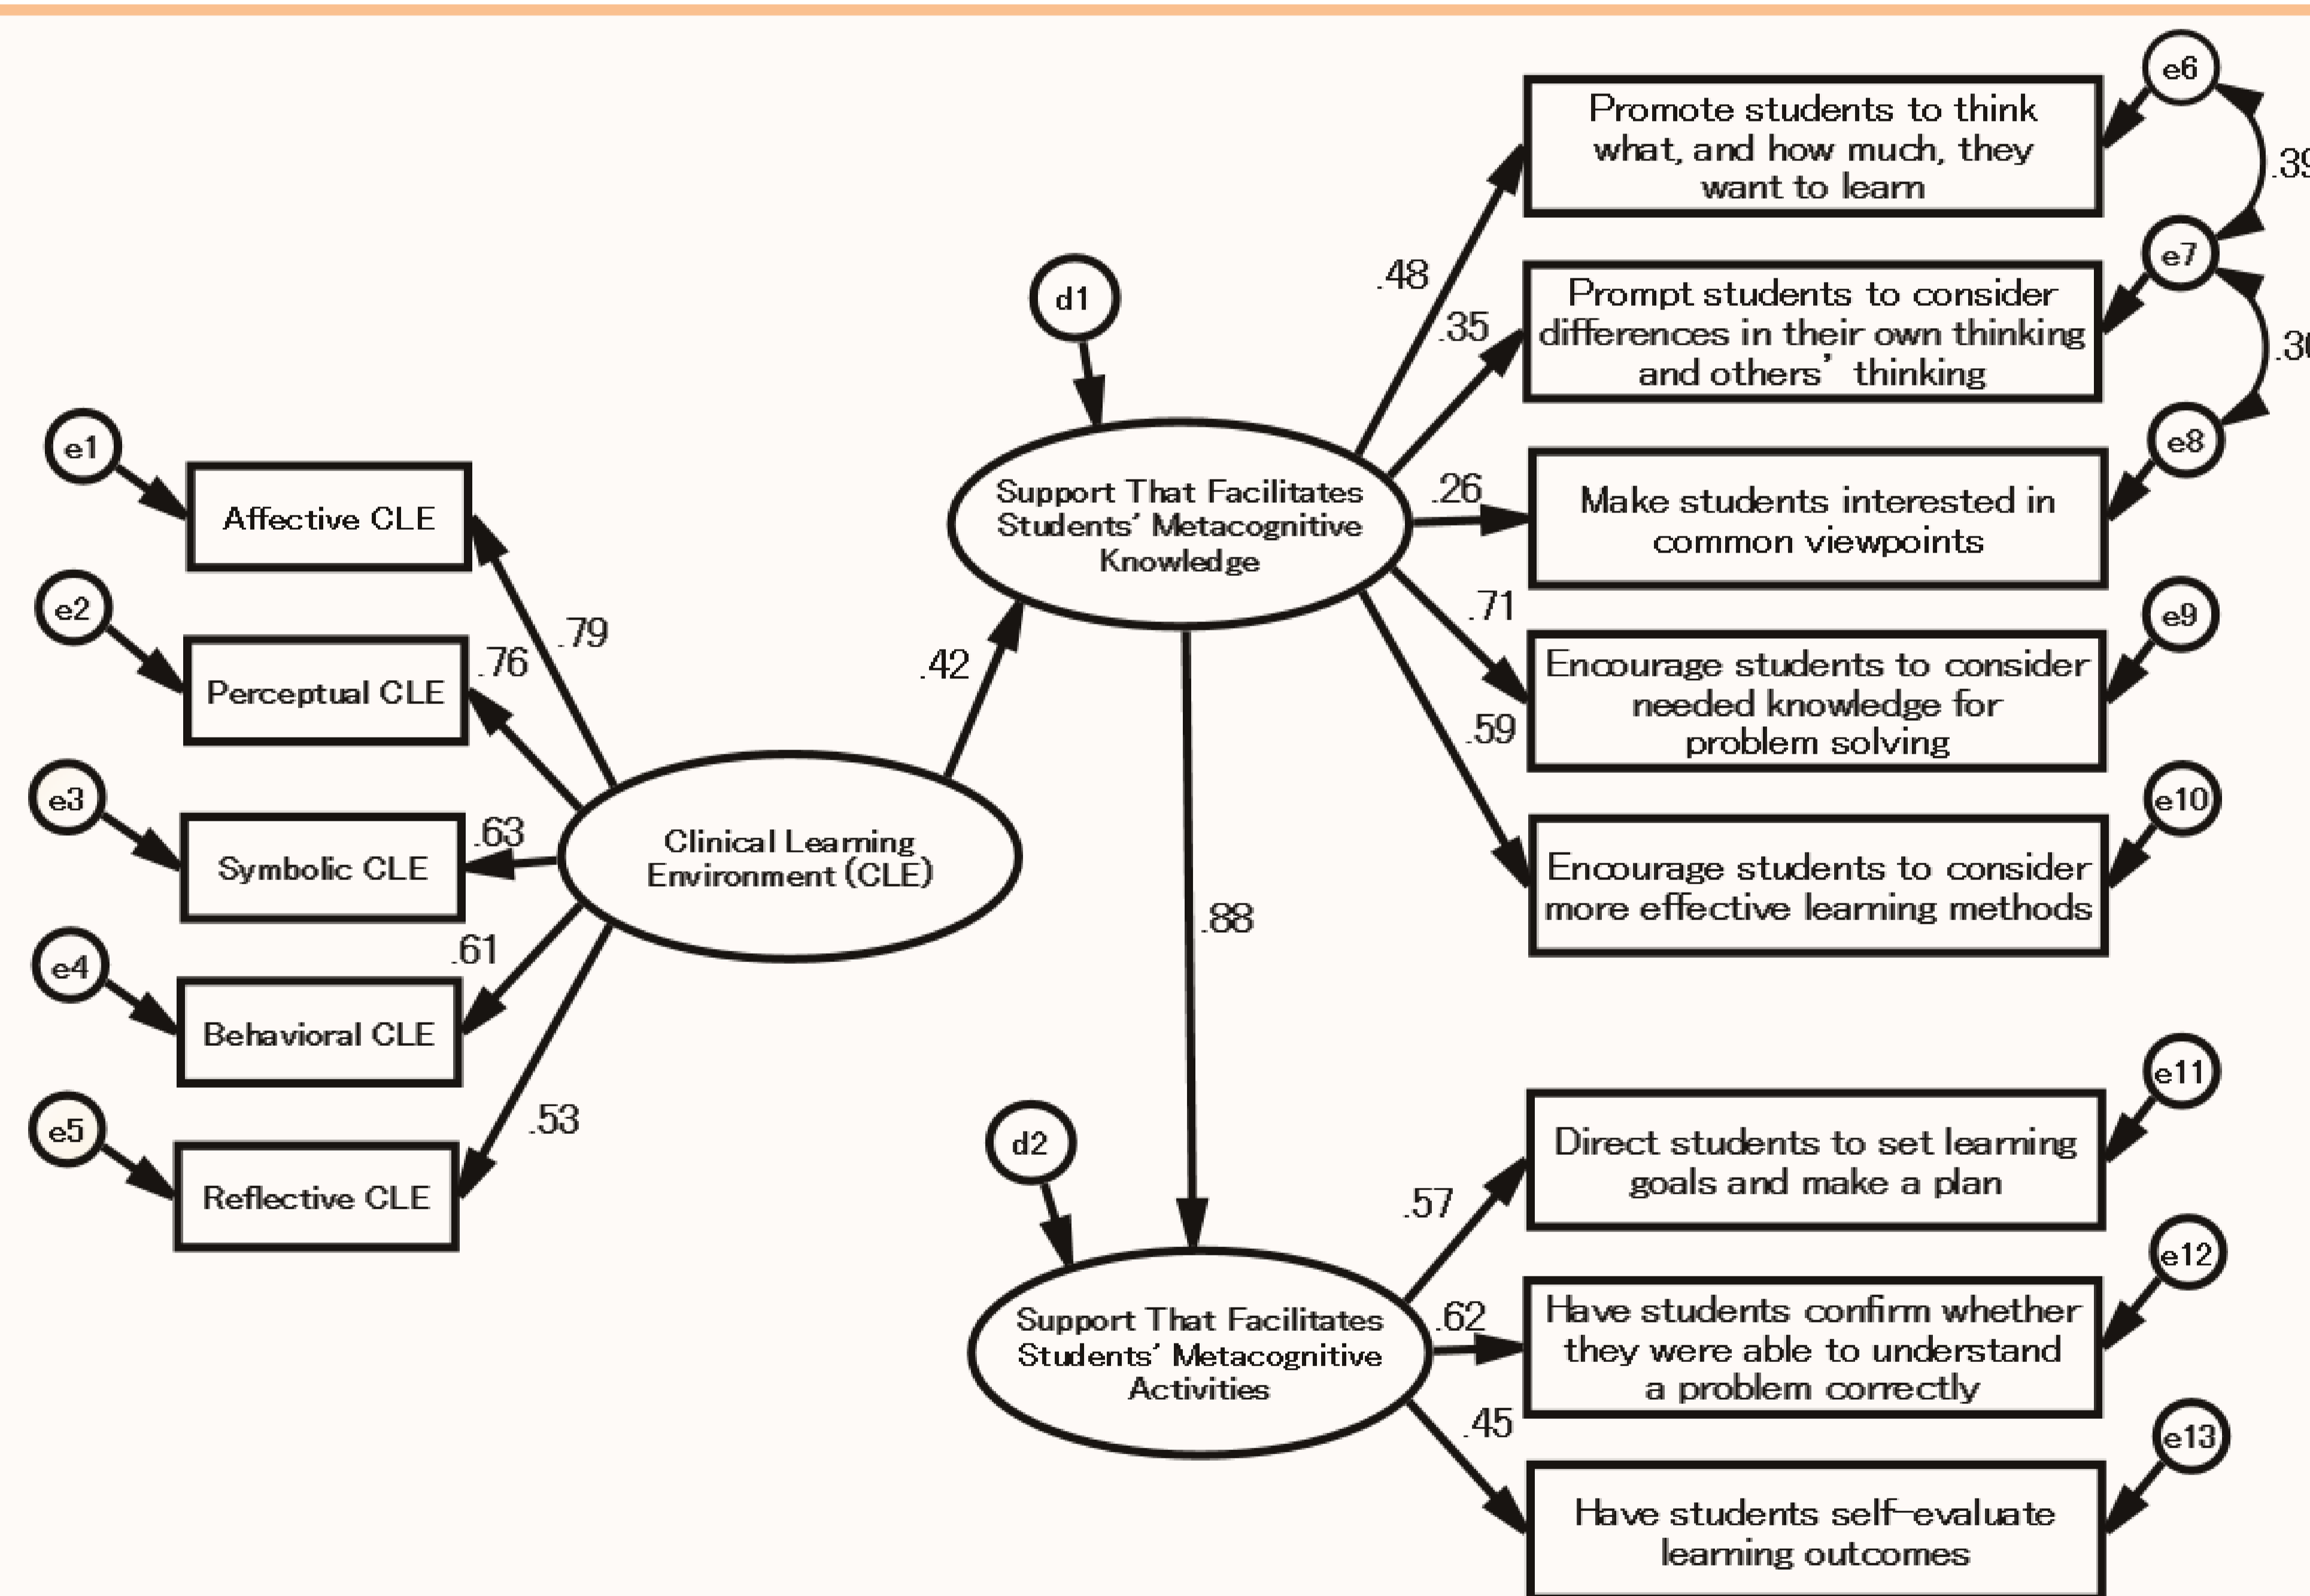 e6
Promote students to think
what, and how much, they
want to learn
.39
e7
d1
.48
Prompt students to consider
differences in their own thinking
and others' thinking
.35
e8
e1
Affective CLE
Support That Facilitates
Students' Metacognitive
Knowledge
.26
Make students interested in
common viewpoints
e2
.79
.76
Perceptual CLE
.42
.71
e9
Encourage students to consider
needed knowledge for
problem solving
.59
e3
.63
Symbolic CLE
Clinical Learning
Environment (CLE)
e10
Encourage students to consider
more effective learning methods
.88
e4
.61
Behavioral CLE
e5
.53
Reflective CLE
d2
e11
Direct students to set learning
goals and make a plan
.57
e12
Support That Facilitates
Students' Metacognitive
Activities
.62
Have students confirm whether
they were able to understand
a problem correctly
.45
e13
Have students self-evaluate
learning outcomes